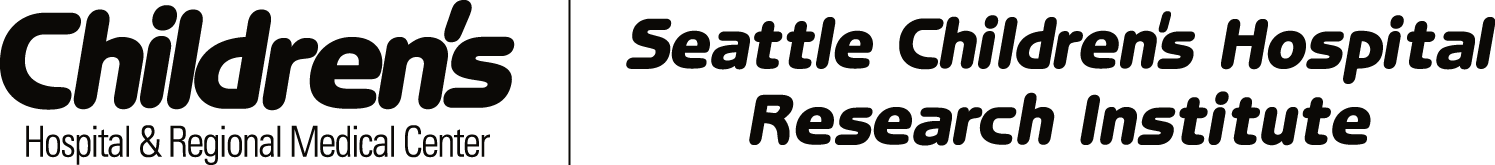 Children's
Hospital & Regional Medical Center
Seattle Children's Hospital
Research Institute